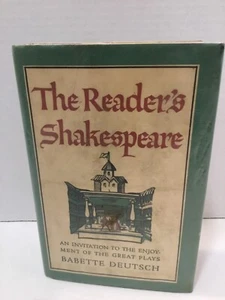 The Reader's
Shakespeare
AN INVITATION TO THE ENJOY-
MENT OF THE GREAT PLAYS
BABETTE DEUTSCH